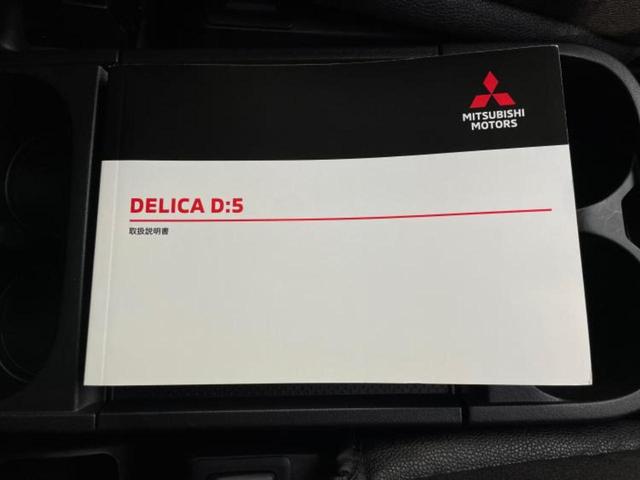 MITSUBISHI
MOTORS
DELICA D:5
取扱説明書